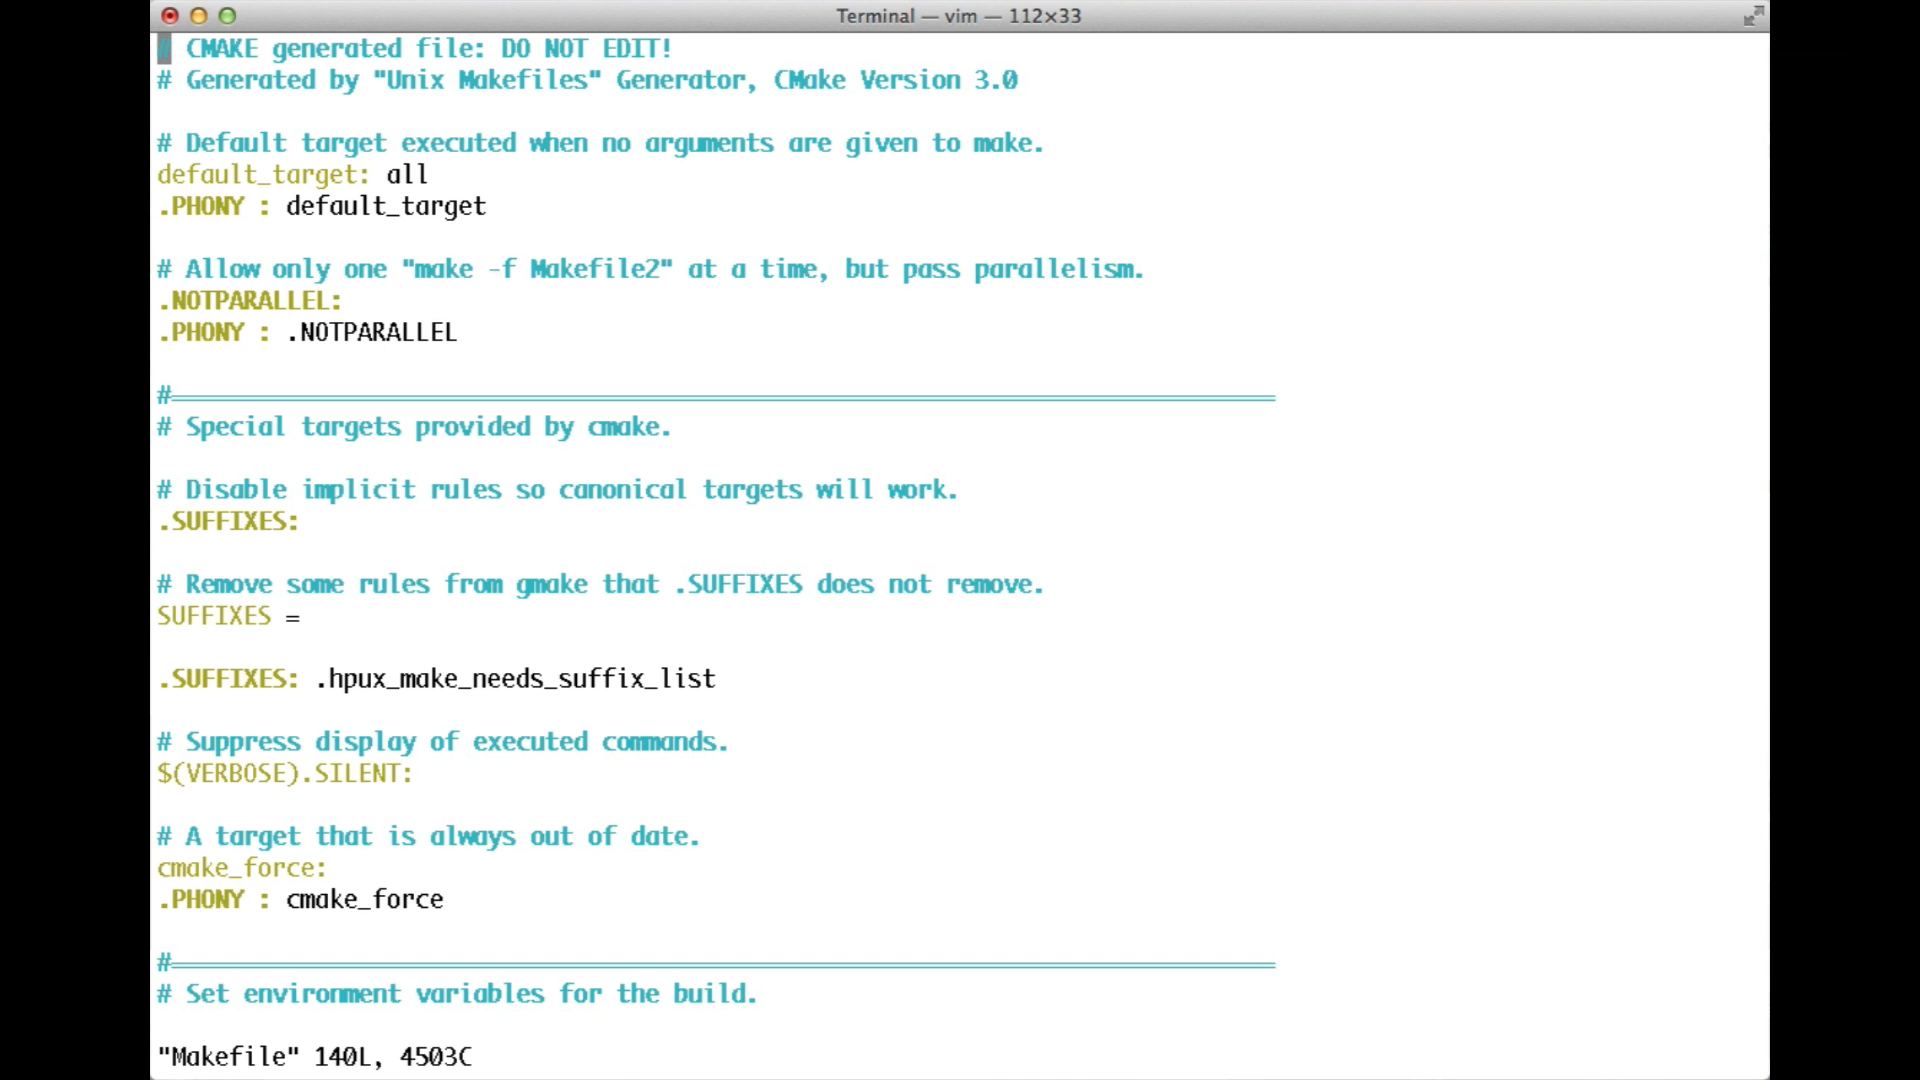 Terminal — vim — 112×33
# CMAKE generated file: DO NOT EDIT!
# Generated by "Unix Makefiles" Generator, CMake Version 3.0
# Default target executed when no arguments are given to make.
default_target: all
.PHONY : default_target
# Allow only one "make -f Makefile2" at a time, but pass parallelism.
.NOTPARALLEL:
.PHONY : .NOTPARALLEL
#=============================================================================
# Special targets provided by cmake.
# Disable implicit rules so canonical targets will work.
.SUFFIXES:
# Remove some rules from gmake that .SUFFIXES does not remove.
SUFFIXES =
.SUFFIXES: .hpux_make_needs_suffix_list
# Suppress display of executed commands.
$(VERBOSE).SILENT:
# A target that is always out of date.
cmake_force:
.PHONY : cmake_force
#=============================================================================
# Set environment variables for the build.
"Makefile" 140L, 4503C